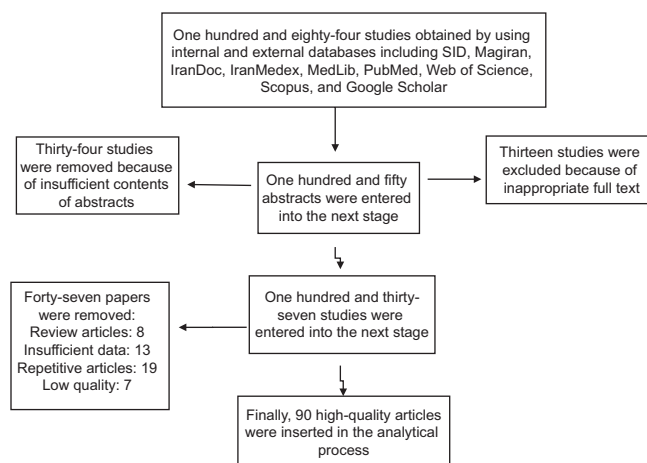 One hundred and eighty-four studies obtained by using
internal and external databases including SID, Magiran,
IranDoc, IranMedex, MedLib, PubMed, Web of Science,
Scopus, and Google Scholar
Thirty-four studies
were removed because
of insufficient contents
of abstracts
One hundred and fifty
abstracts were entered
into the next stage
Thirteen studies were
excluded because of
inappropriate full text
Forty-seven papers
were removed:
Review articles: 8
Insufficient data: 13
Repetitive articles: 19
Low quality: 7
One hundred and thirty-
seven studies were
entered into the next stage
Finally, 90 high-quality articles
were inserted in the analytical
process